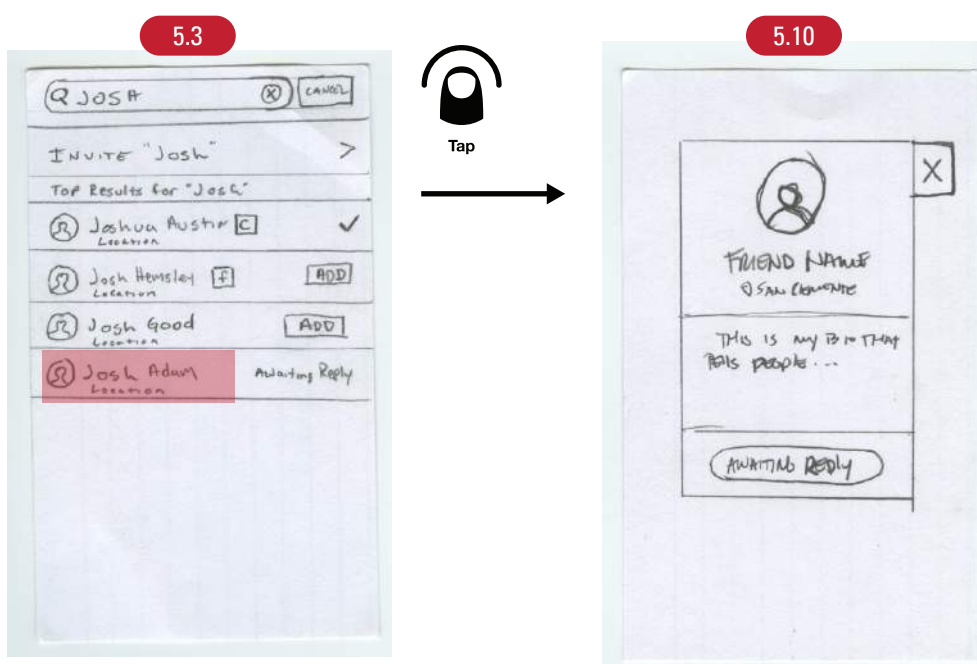 5.3
JOSH
CANCEL
INVITE "Josh"
>
TOP Results for "Josh"
Joshua Austin C
Location
Josh Hemsley f
ADD
Location
Josh Good
ADD
Location
Josh Adam
Awaiting Reply
Location
Tap
5.10
X
FRIEND NAME
SAN CLEMENTE
THIS IS MY BIO THAT
TELLS PEOPLE ...
AWAITING REPLY